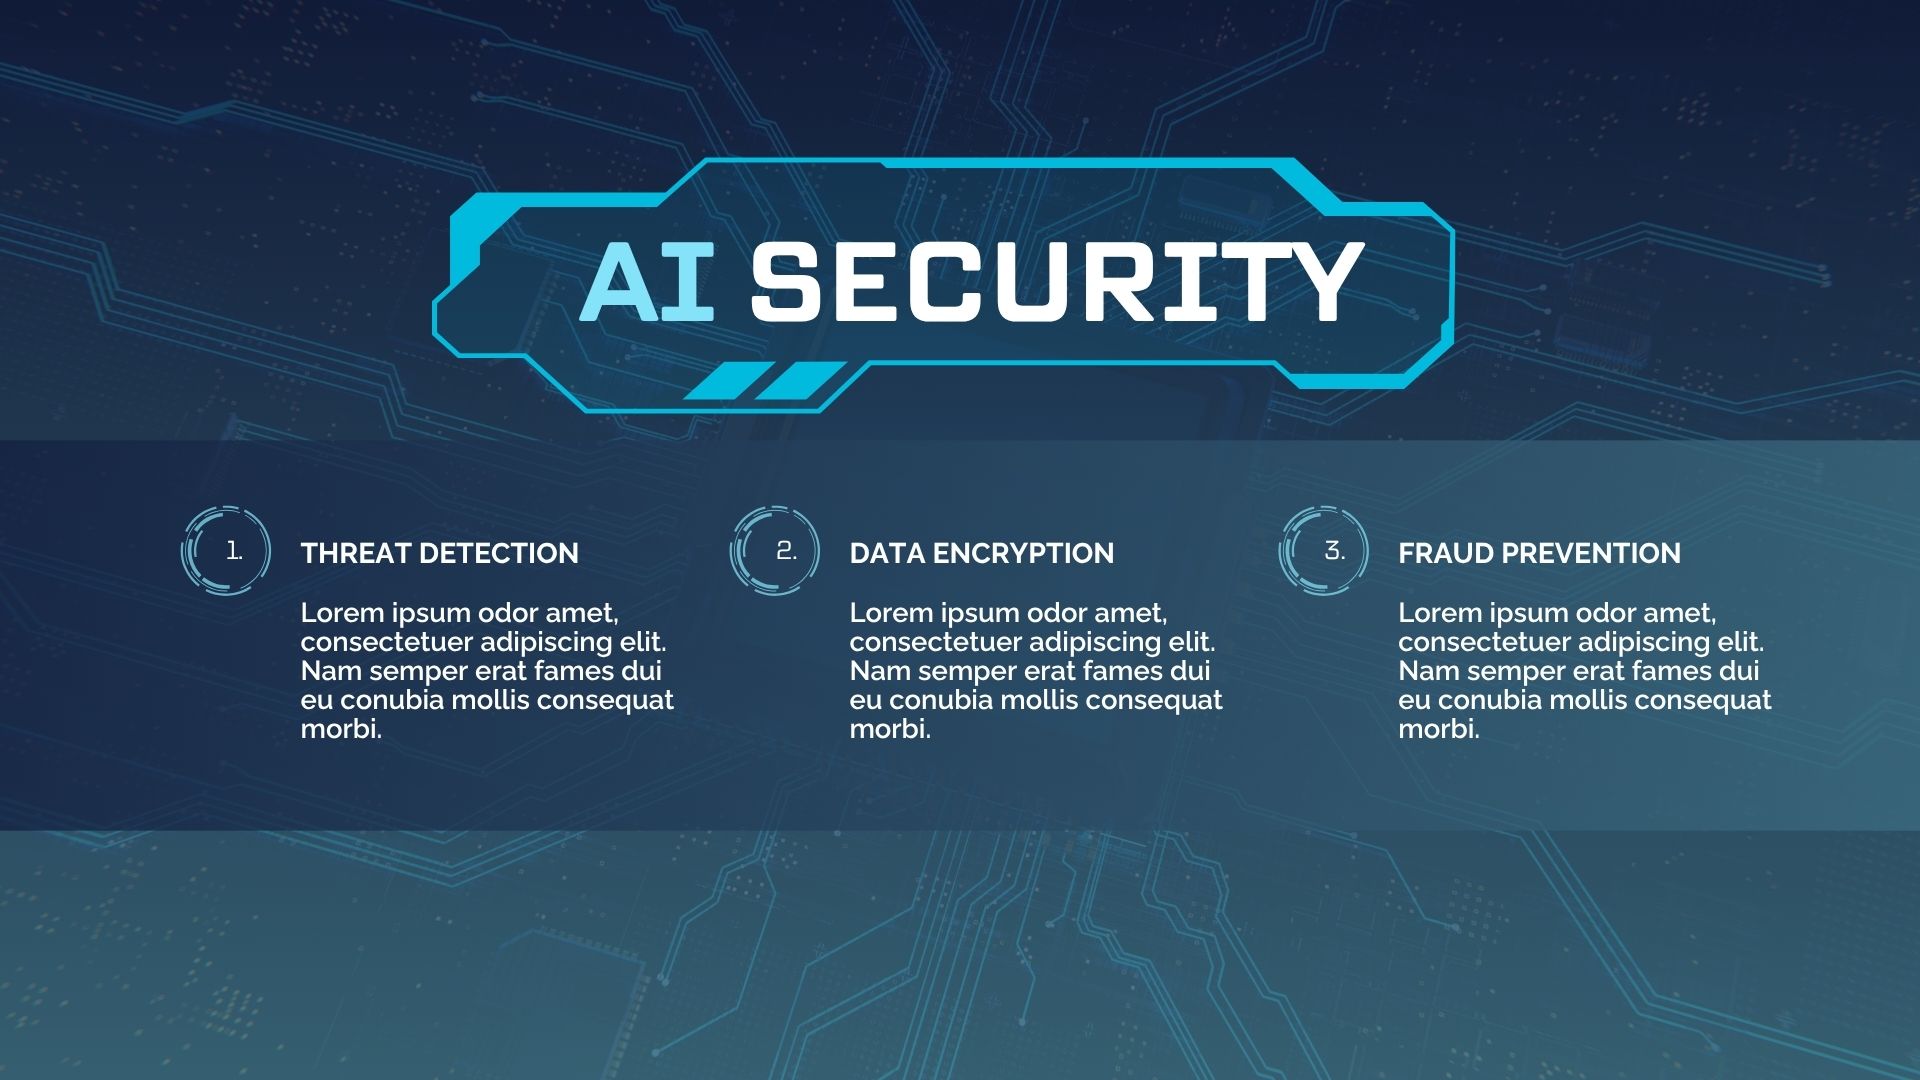 AI SECURITY
1.
THREAT DETECTION
Lorem ipsum odor amet,
consectetuer adipiscing elit.
Nam semper erat fames dui
eu conubia mollis consequat
morbi.
2.
DATA ENCRYPTION
Lorem ipsum odor amet,
consectetuer adipiscing elit.
Nam semper erat fames dui
eu conubia mollis consequat
morbi.
3.
FRAUD PREVENTION
Lorem ipsum odor amet,
consectetuer adipiscing elit.
Nam semper erat fames dui
eu conubia mollis consequat
morbi.